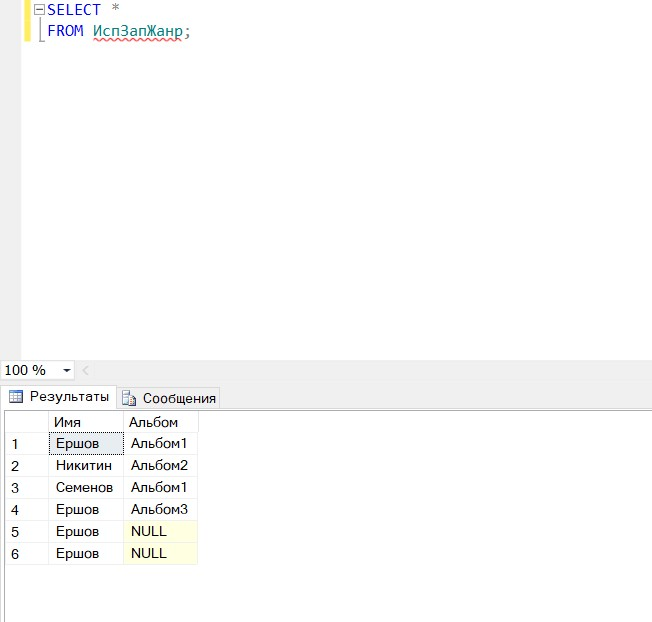 SELECT *
FROM ИспЗапЖанр;
100 %
Результаты Сообщения
Имя Альбом
1 Ершов Альбом1
2 Никитин Альбом2
3 Семенов Альбом1
4 Ершов Альбом3
5 Ершов NULL
6 Ершов NULL